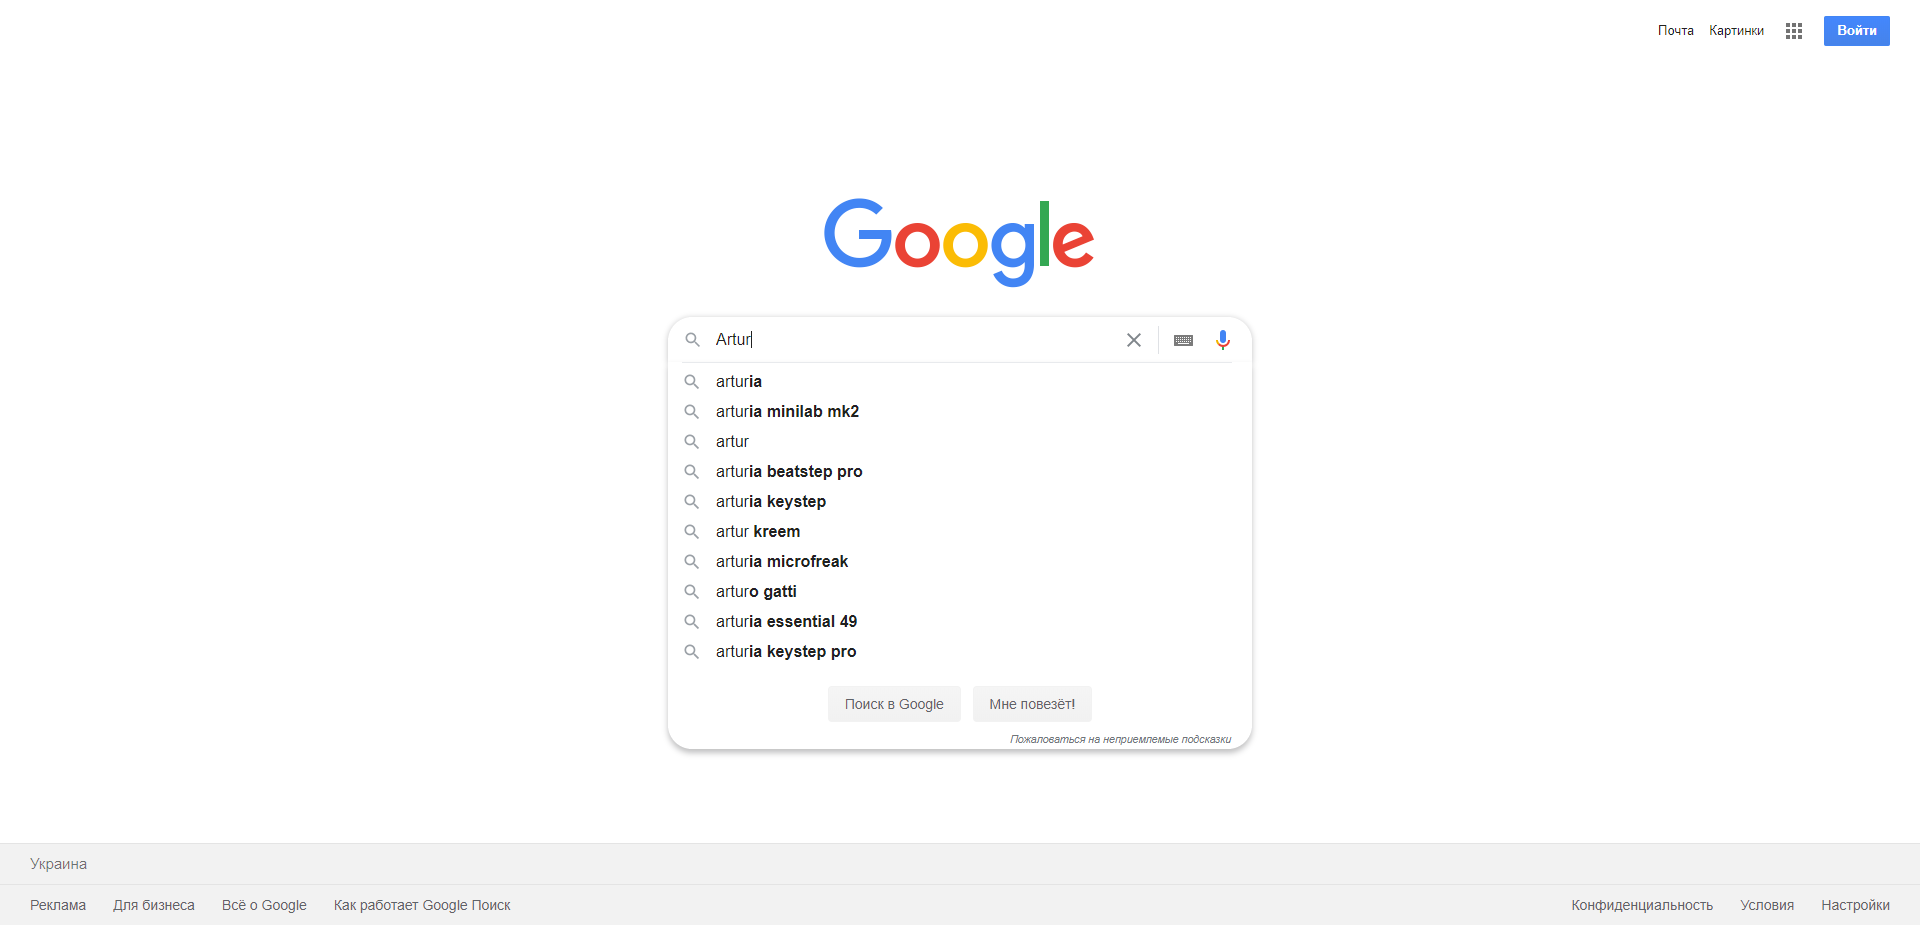 Почта Картинки Войти
Google
Artur
arturia
arturia minilab mk2
artur
arturia beatstep pro
arturia keystep
artur kreem
arturia microfreak
arturo gatti
arturia essential 49
arturia keystep pro
Поиск в Google Мне повезёт!
Пожаловаться на неприемлемые подсказки
Украина
Реклама Для бизнеса Всё о Google Как работает Google Поиск Конфиденциальность Условия Настройки